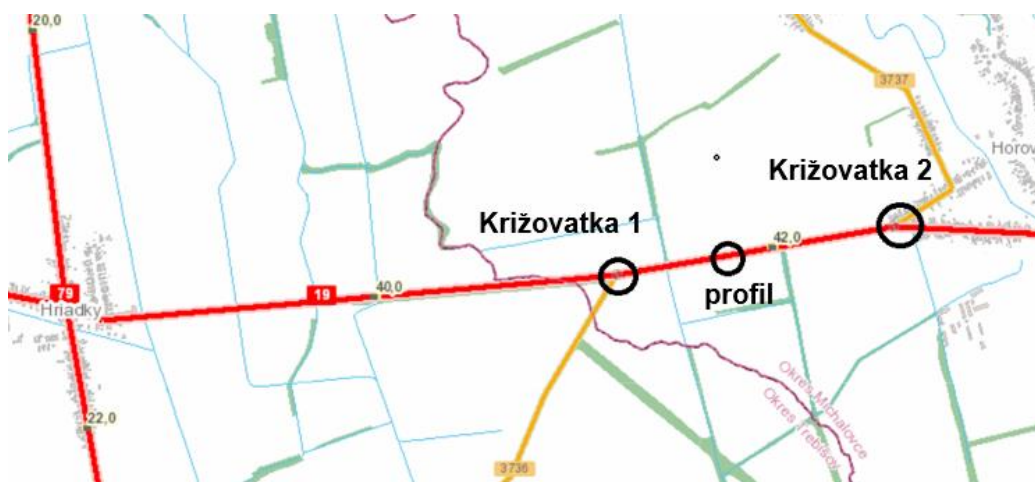 20,0
3737
Horov
Križovatka 2
Križovatka 1
42,0
profil
79
19
40,0
Hriadky
Okres Michalovce
Okres Trebišov
22,0
3736